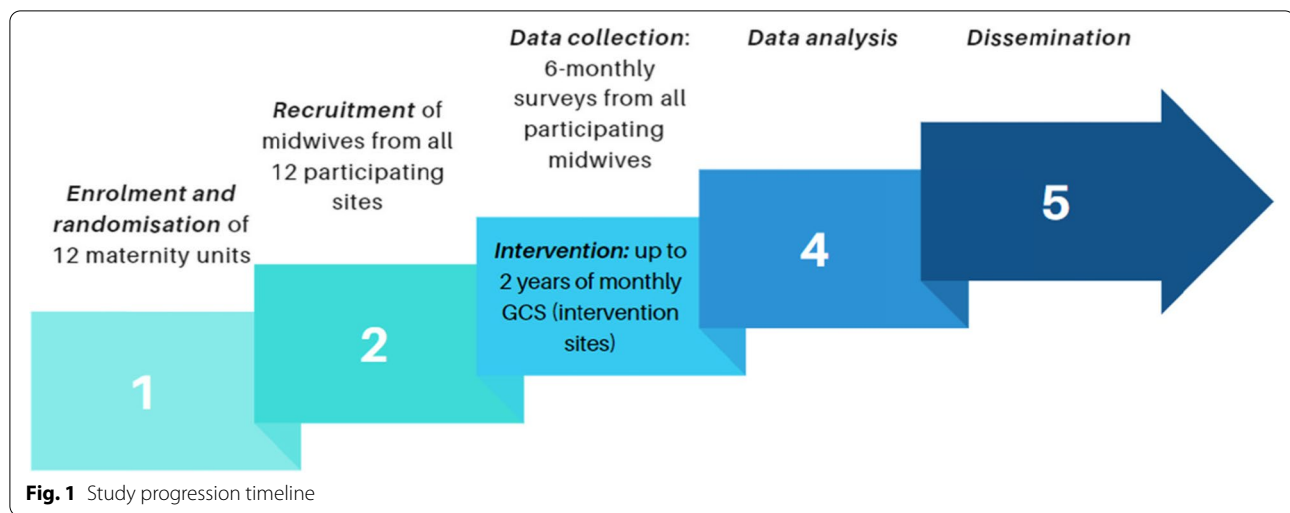 Enrolment and
randomisation of
12 maternity units
1
Recruitment of
midwives from all
12 participating
sites
2
Data collection:
6-monthly
surveys from all
participating
midwives
Intervention: up to
2 years of monthly
GCS (intervention
sites)
Data analysis
4
Dissemination
5
Fig. 1 Study progression timeline